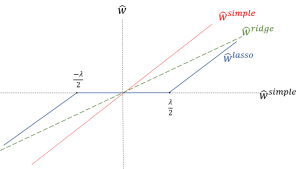 ŵ
ŵ^simple
ŵ^ridge
ŵ^lasso
−λ/2
λ/2
ŵ^simple